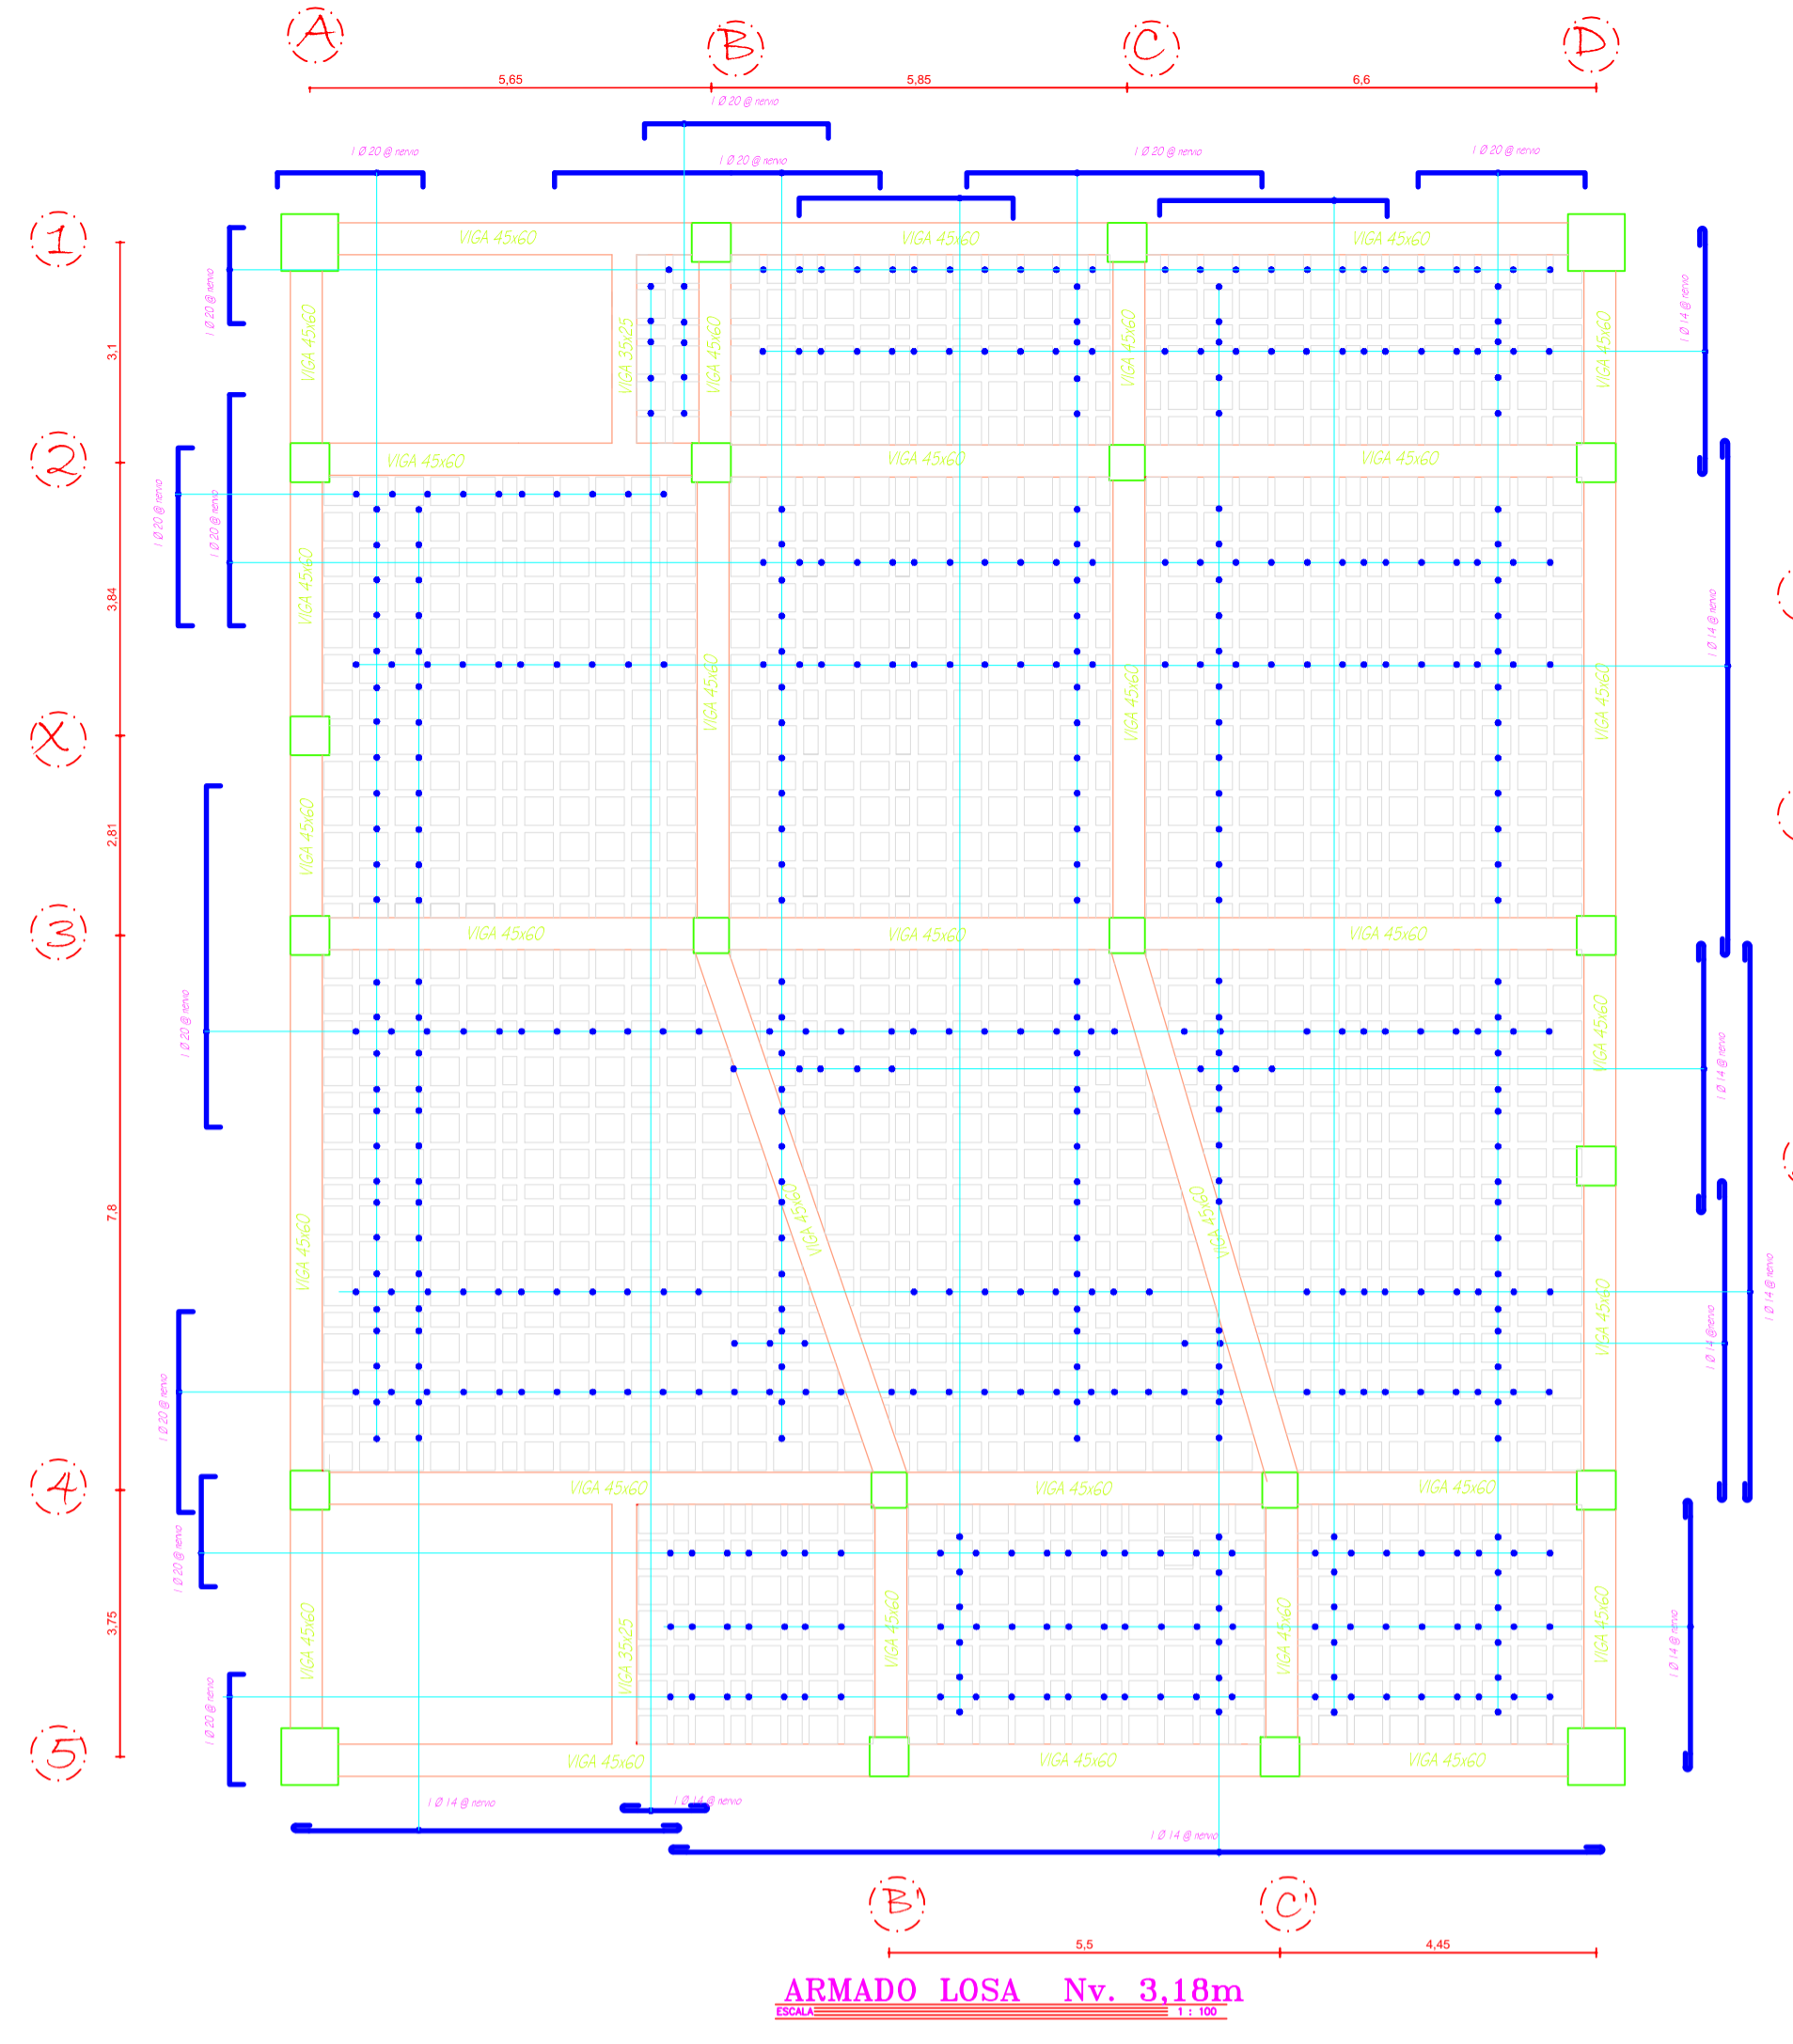 A B C D
5,65 5,85 6,6
1 Ø 20 @ nervio
1 Ø 20 @ nervio 1 Ø 20 @ nervio 1 Ø 20 @ nervio 1 Ø 20 @ nervio
1
VIGA 45x60 VIGA 45x60 VIGA 45x60
1 Ø 20 @ nervio 1 Ø 14 @ nervio
3.1
VIGA 45x60 VIGA 35x25 VIGA 45x60 VIGA 45x60 VIGA 45x60
2
VIGA 45x60 VIGA 45x60 VIGA 45x60
1 Ø 20 @ nervio 1 Ø 20 @ nervio
3,84
VIGA 45x60
1 Ø 14 @ nervio
VIGA 45x60 VIGA 45x60 VIGA 45x60
X
2,81
VIGA 45x60
3
VIGA 45x60 VIGA 45x60 VIGA 45x60
1 Ø 20 @ nervio VIGA 45x60 1 Ø 14 @ nervio
7,8
VIGA 45x60 VIGA 45x60 VIGA 45x60
1 Ø 14 @ nervio
VIGA 45x60 1 Ø 14 @ nervio
1 Ø 20 @ nervio
4
VIGA 45x60 VIGA 45x60 VIGA 45x60
1 Ø 20 @ nervio
3.75
VIGA 45x60 VIGA 35x25 VIGA 45x60 VIGA 45x60 VIGA 45x60
1 Ø 14 @ nervio
1 Ø 20 @ nervio
5
VIGA 45x60 VIGA 45x60 VIGA 45x60
1 Ø 14 @ nervio 1 Ø 14 @ nervio
1 Ø 14 @ nervio
B' C'
5,5 4,45
ARMADO LOSA Nv. 3,18m
ESCALA 1 : 100